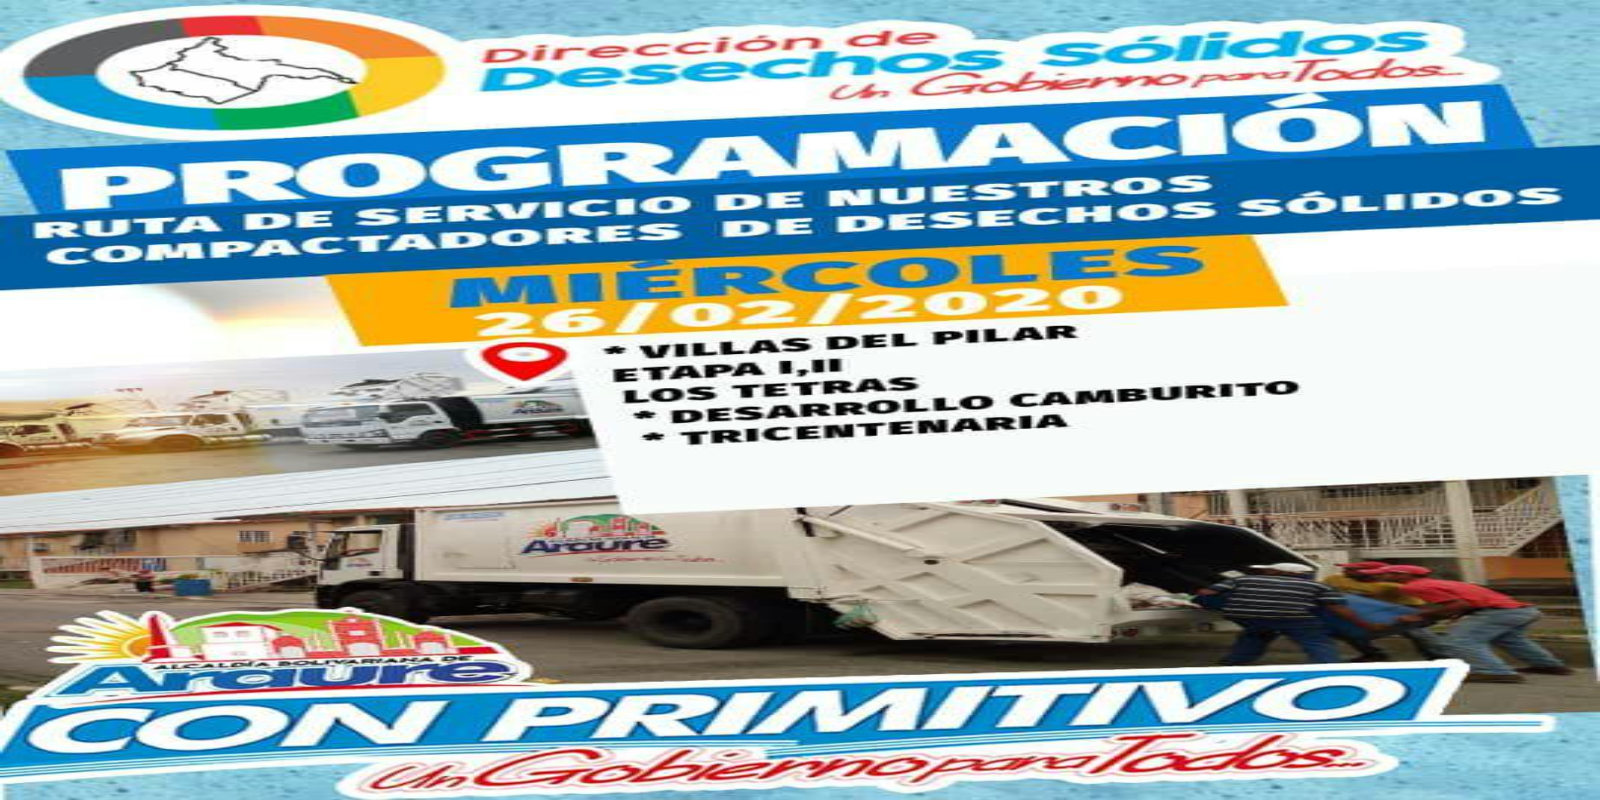 Dirección de
Desechos Sólidos
Un Gobierno para Todos...
PROGRAMACIÓN
RUTA DE SERVICIO DE NUESTROS
COMPACTADORES DE DESECHOS SÓLIDOS
MIÉRCOLES
26/02/2020
* VILLAS DEL PILAR
ETAPA I,II
LOS TETRAS
* DESARROLLO CAMBURITO
* TRICENTENARIA
Araure
Araure
ALCALDÍA BOLIVARIANA DE
Araure
CON PRIMITIVO
Un Gobierno para Todos...